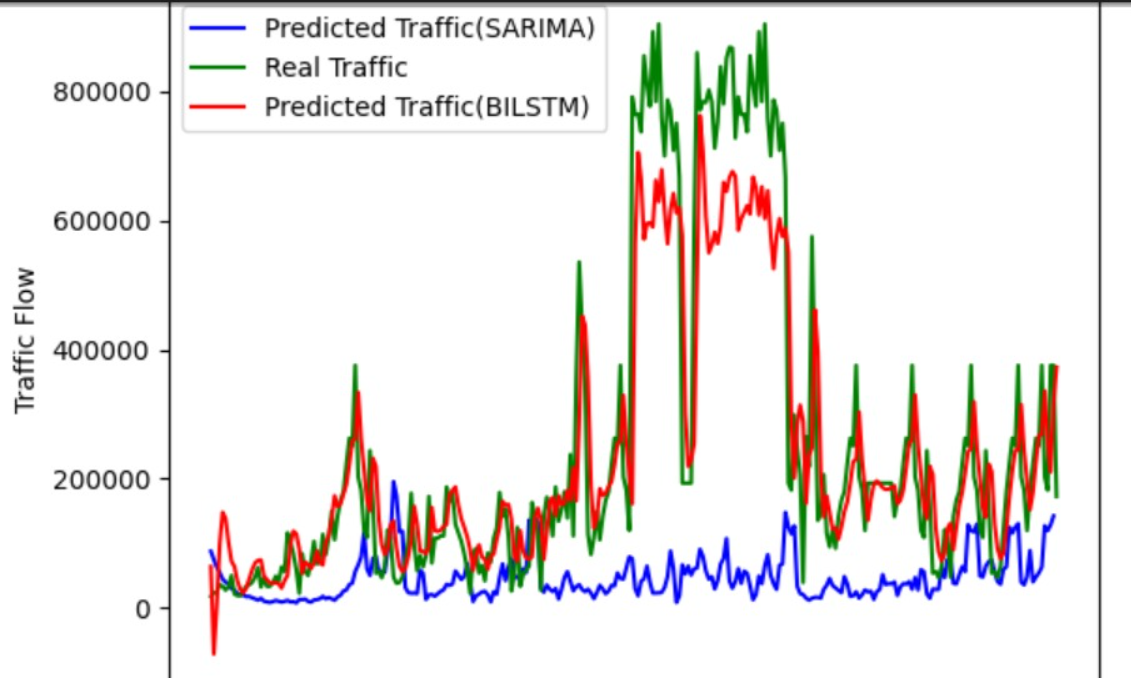 Predicted Traffic(SARIMA)
Real Traffic
Predicted Traffic(BILSTM)
800000
600000
400000
200000
0
Traffic Flow